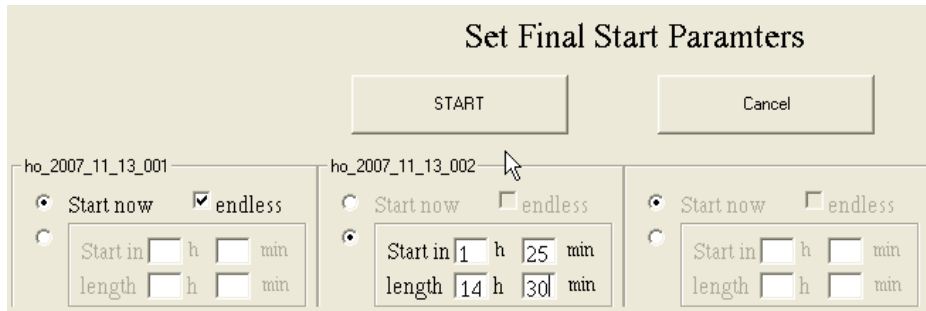 Set Final Start Paramters
START Cancel
ho_2007_11_13_001 ho_2007_11_13_002
Start now endless Start now endless Start now endless
Start in h min Start in 1 h 25 min Start in h min
length h min length 14 h 30 min length h min